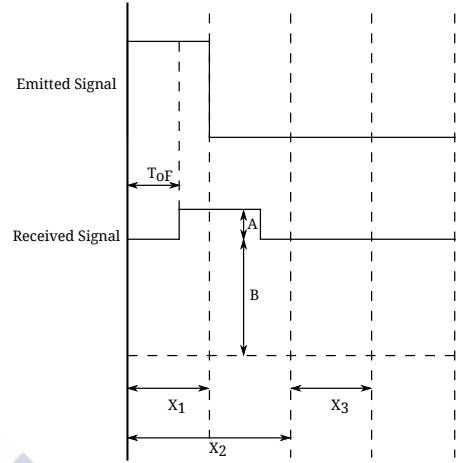 Emitted Signal
ToF
Received Signal
A
B
X1
X3
X2